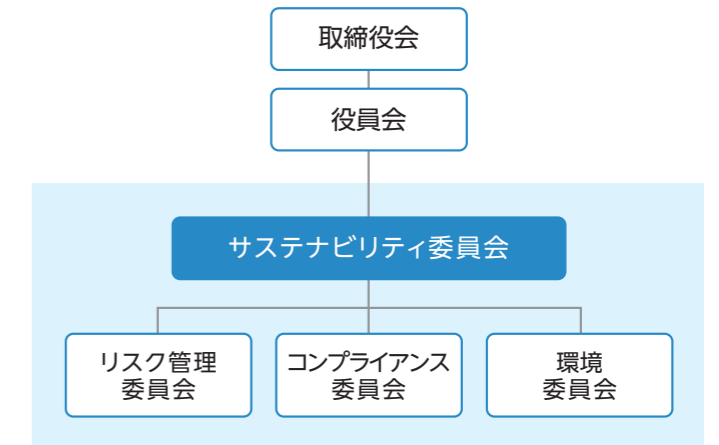 取締役会
役員会
サステナビリティ委員会
リスク管理
委員会
コンプライアンス
委員会
環境
委員会